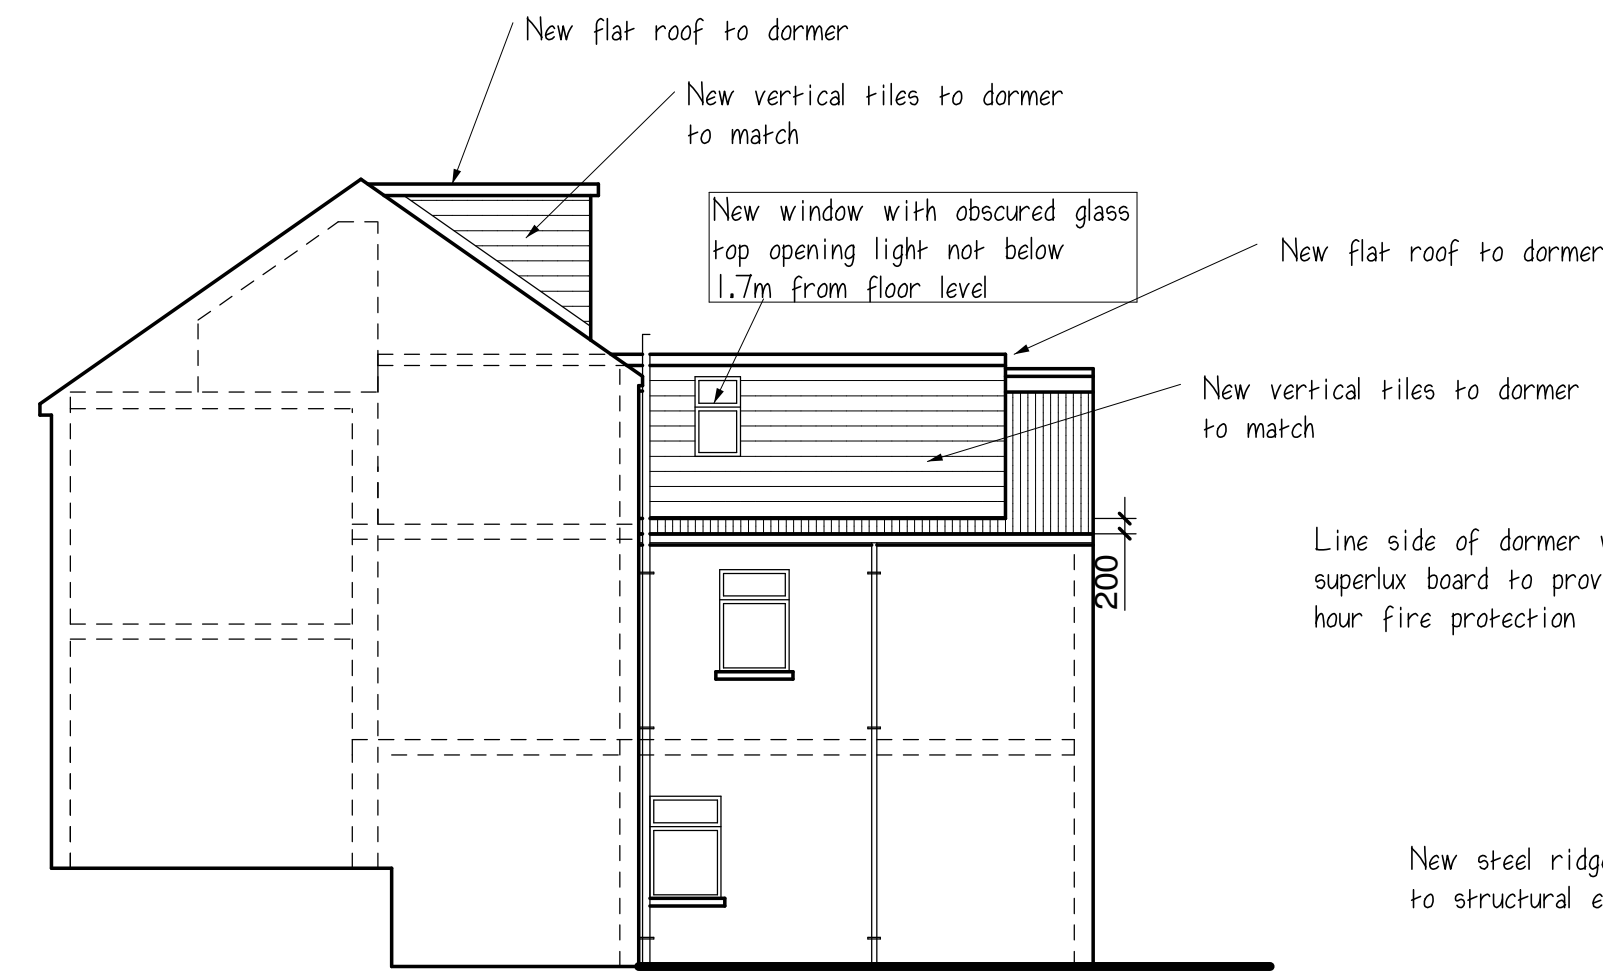 New flat roof to dormer
New vertical tiles to dormer
to match
New window with obscured glass
top opening light not below
1.7m from floor level
New flat roof to dormer
New vertical tiles to dormer
to match
200
Line side of dormer
superlux board to
hour fire protection
New steel
to structural